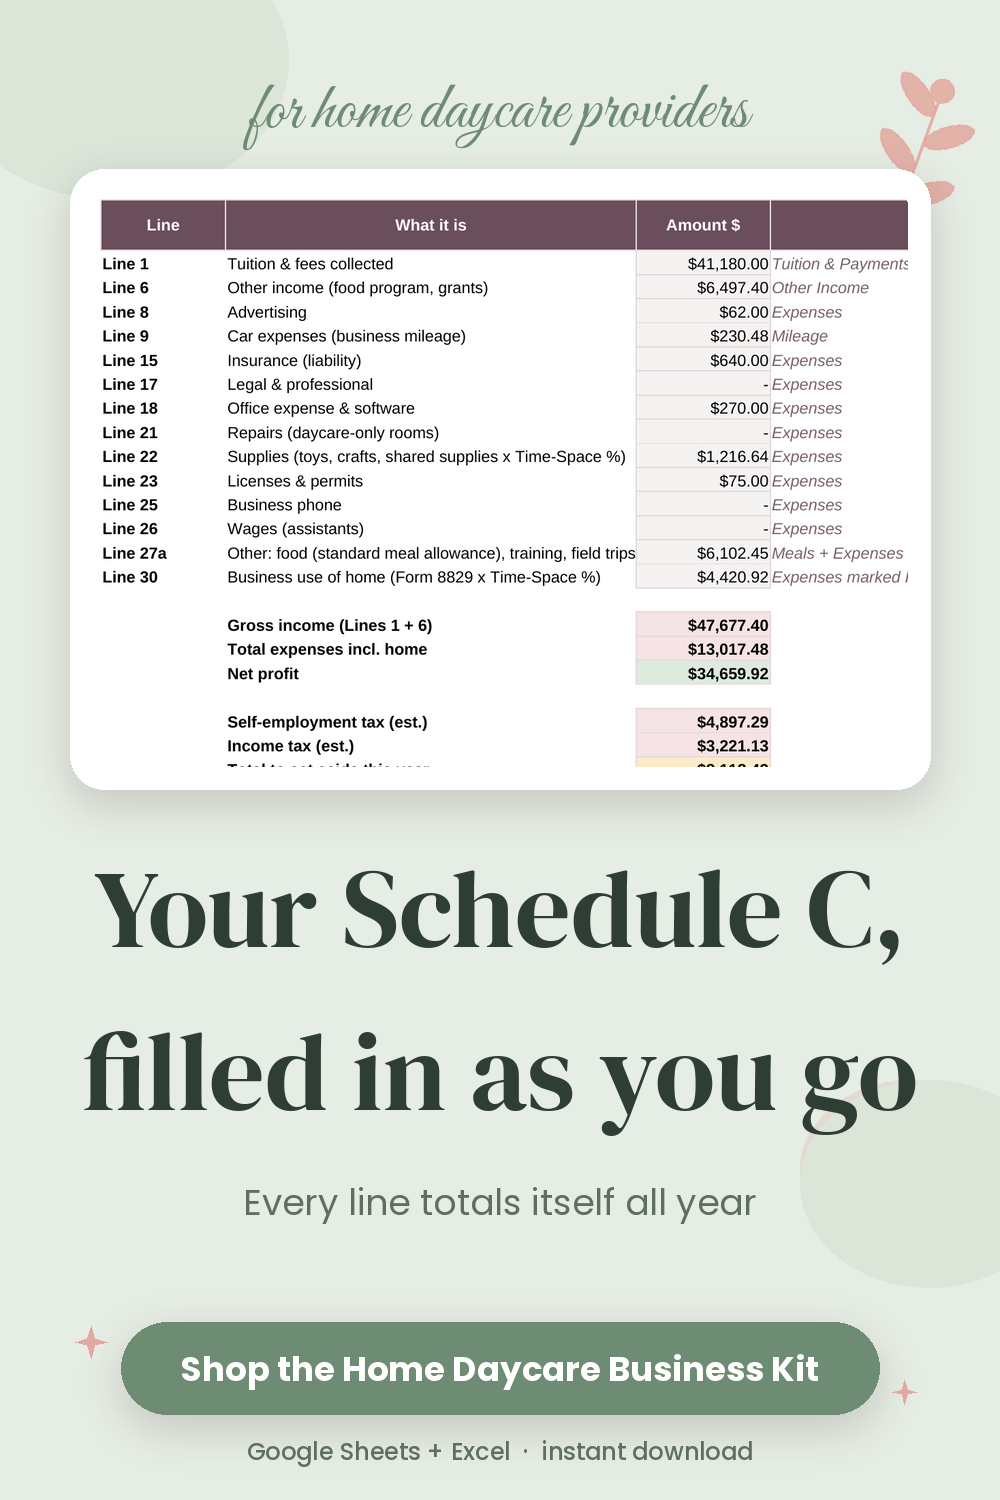 for home daycare providers
Line What it is Amount $
Line 1 Tuition & fees collected $41,180.00 Tuition & Payments
Line 6 Other income (food program, grants) $6,497.40 Other Income
Line 8 Advertising $62.00 Expenses
Line 9 Car expenses (business mileage) $230.48 Mileage
Line 15 Insurance (liability) $640.00 Expenses
Line 17 Legal & professional - Expenses
Line 18 Office expense & software $270.00 Expenses
Line 21 Repairs (daycare-only rooms) - Expenses
Line 22 Supplies (toys, crafts, shared supplies x Time-Space %) $1,216.64 Expenses
Line 23 Licenses & permits $75.00 Expenses
Line 25 Business phone - Expenses
Line 26 Wages (assistants) - Expenses
Line 27a Other: food (standard meal allowance), training, field trips $6,102.45 Meals + Expenses
Line 30 Business use of home (Form 8829 x Time-Space %) $4,420.92 Expenses marked
Gross income (Lines 1 + 6) $47,677.40
Total expenses incl. home $13,017.48
Net profit $34,659.92
Self-employment tax (est.) $4,897.29
Income tax (est.) $3,221.13
Total to set aside this year
Your Schedule C,
filled in as you go
Every line totals itself all year
Shop the Home Daycare Business Kit
Google Sheets + Excel · instant download